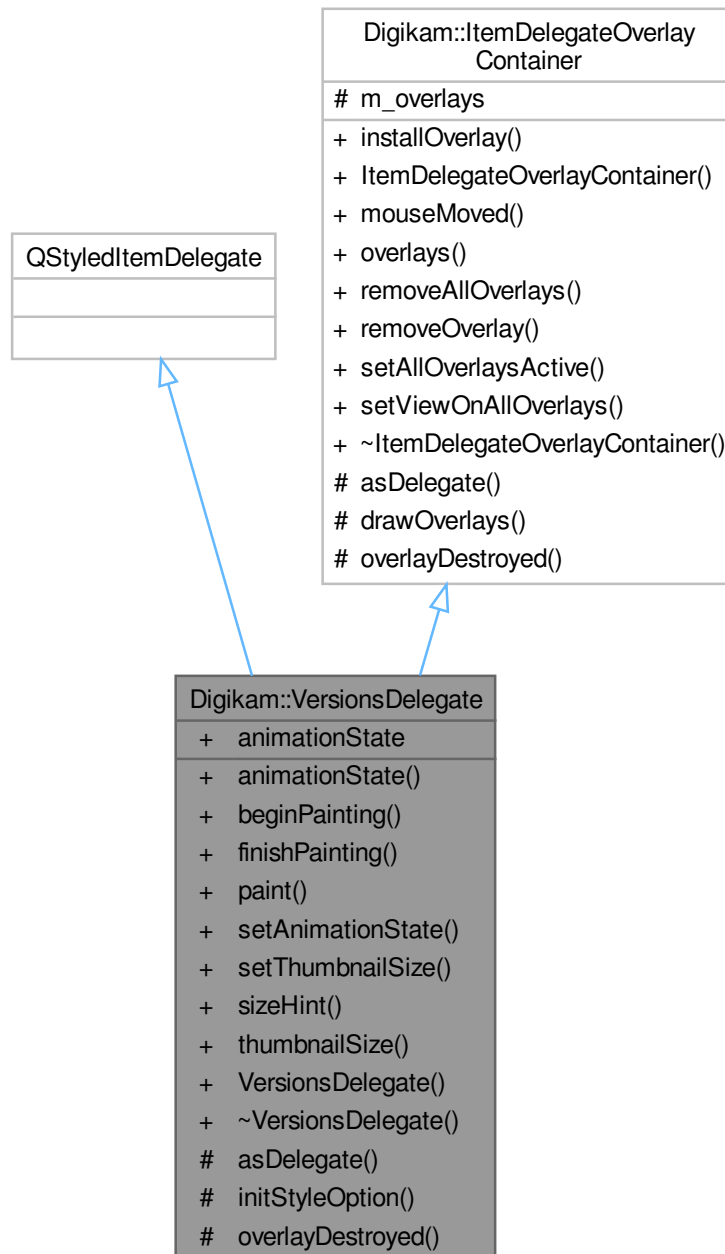 Digikam::ItemDelegateOverlay
Container
# m_overlays
+ installOverlay()
+ ItemDelegateOverlayContainer()
+ mouseMoved()
+ overlays()
+ removeAllOverlays()
+ removeOverlay()
+ setAllOverlaysActive()
+ setViewOnAllOverlays()
+ ~ItemDelegateOverlayContainer()
# asDelegate()
# drawOverlays()
# overlayDestroyed()
QStyledItemDelegate
Digikam::VersionsDelegate
+ animationState
+ animationState()
+ beginPainting()
+ finishPainting()
+ paint()
+ setAnimationState()
+ setThumbnailSize()
+ sizeHint()
+ thumbnailSize()
+ VersionsDelegate()
+ ~VersionsDelegate()
# asDelegate()
# initStyleOption()
# overlayDestroyed()